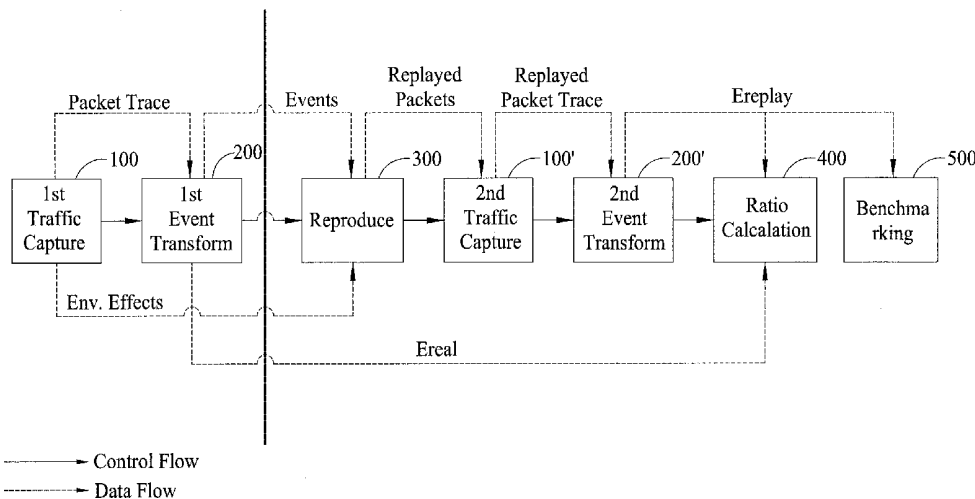 Packet Trace
Events
Replayed
Packets
Replayed
Packet Trace
Ereplay
100
200
300
100'
200'
400
500
1st
Traffic
Capture
1st
Event
Transform
Reproduce
2nd
Traffic
Capture
2nd
Event
Transform
Ratio
Calcalation
Benchma
rking
Env. Effects
Ereal
Control Flow
Data Flow